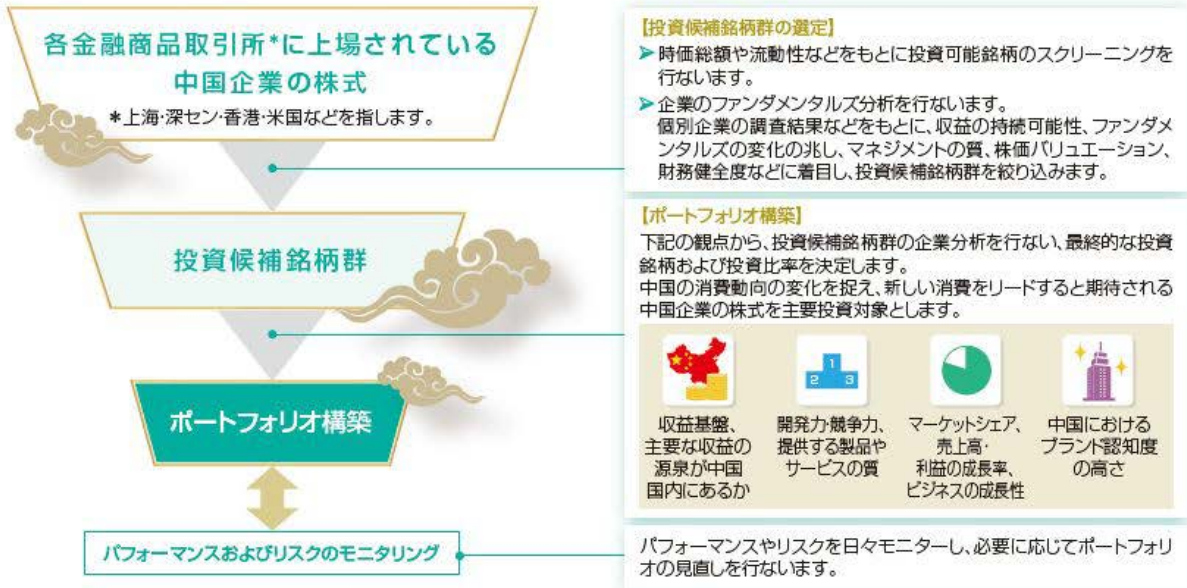 各金融商品取引所*に上場されている
中国企業の株式
*上海・深セン・香港・米国などを指します。
【投資候補銘柄群の選定】
➤時価総額や流動性などをもとに投資可能銘柄のスクリーニングを
行ないます。
➤企業のファンダメンタルズ分析を行ないます。
個別企業の調査結果などをもとに、収益の持続可能性、ファンダメ
ンタルズの変化の兆し、マネジメントの質、株価バリュエーション、
財務健全度などに着目し、投資候補銘柄群を絞り込みます。
投資候補銘柄群
【ポートフォリオ構築】
下記の観点から、投資候補銘柄群の企業分析を行ない、最終的な投資
銘柄および投資比率を決定します。
中国の消費動向の変化を捉え、新しい消費をリードすると期待される
中国企業の株式を主要投資対象とします。
1
2 3
収益基盤、
主要な収益の
源泉が中国
国内にあるか
開発力・競争力、
提供する製品や
サービスの質
マーケットシェア、
売上高・
利益の成長率、
ビジネスの成長性
中国における
ブランド認知度
の高さ
ポートフォリオ構築
パフォーマンスおよびリスクのモニタリング
パフォーマンスやリスクを日々モニターし、必要に応じてポートフォリ
オの見直しを行ないます。